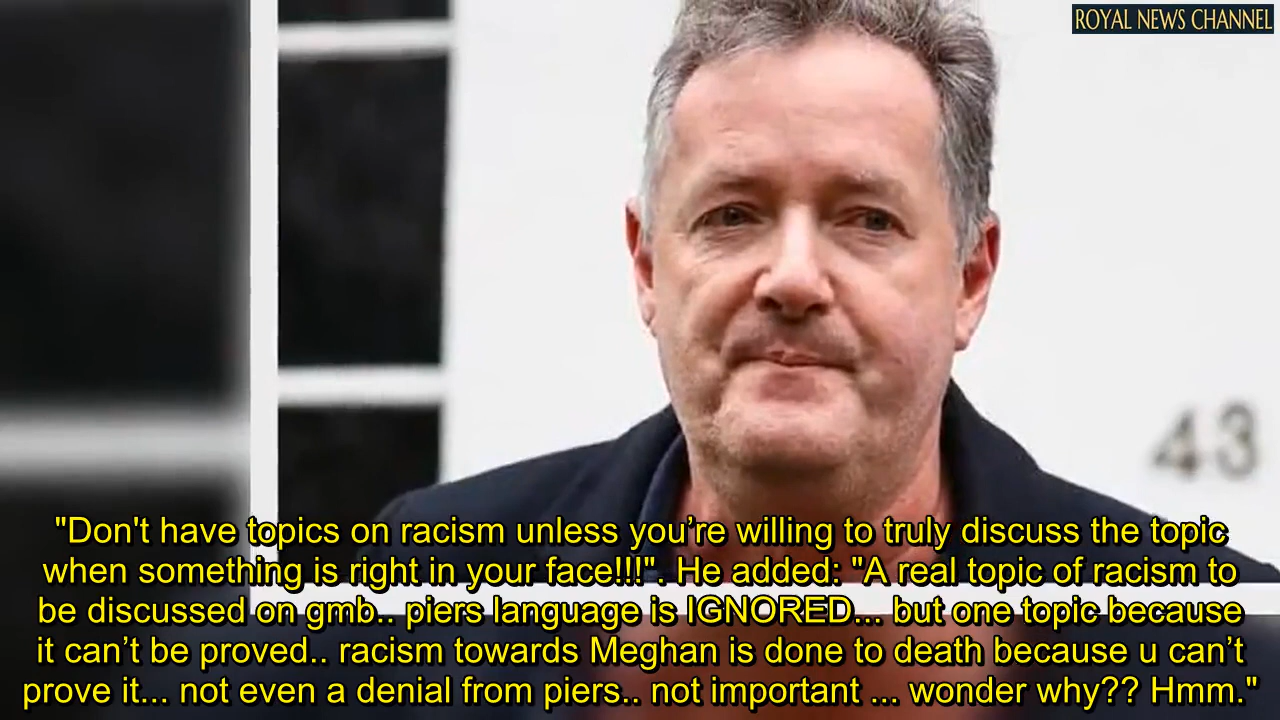 ROYAL NEWS CHANNEL
43
"Don't have topics on racism unless you’re willing to truly discuss the topic
when something is right in your face!!!". He added: "A real topic of racism to
be discussed on gmb.. piers language is IGNORED... but one topic because
it can’t be proved.. racism towards Meghan is done to death because u can’t
prove it... not even a denial from piers.. not important ... wonder why?? Hmm."